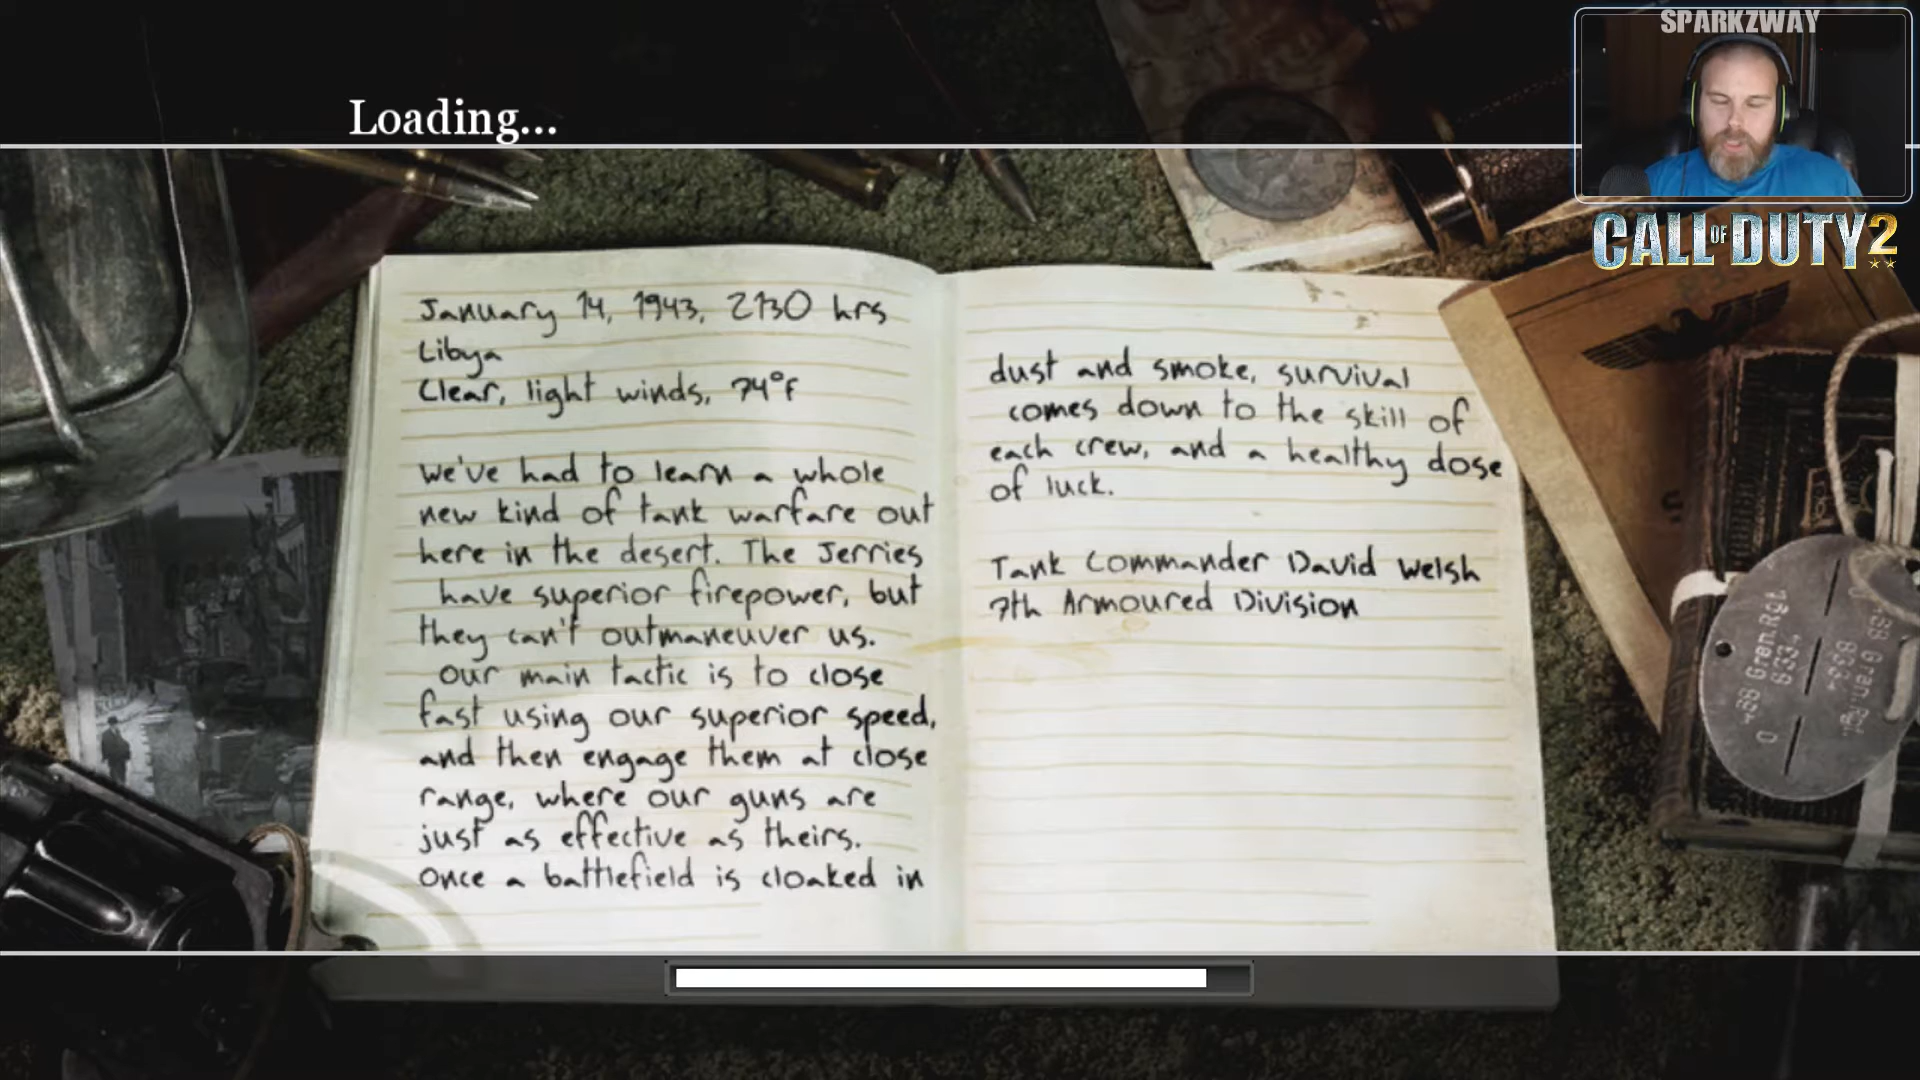 SPARKZWAY
Loading...
CALL OF DUTY 2
January 14, 1943, 2130 hrs
Libya
Clear, light winds, 74°F
We've had to learn a whole
new kind of tank warfare out
here in the desert. The Jerries
have superior firepower, but
they can't outmaneuver us.
Our main tactic is to close
fast using our superior speed,
and then engage them at close
range, where our guns are
just as effective as theirs.
Once a battlefield is cloaked in
dust and smoke, survival
comes down to the skill of
each crew, and a healthy dose
of luck.
Tank Commander David Welsh
7th Armoured Division